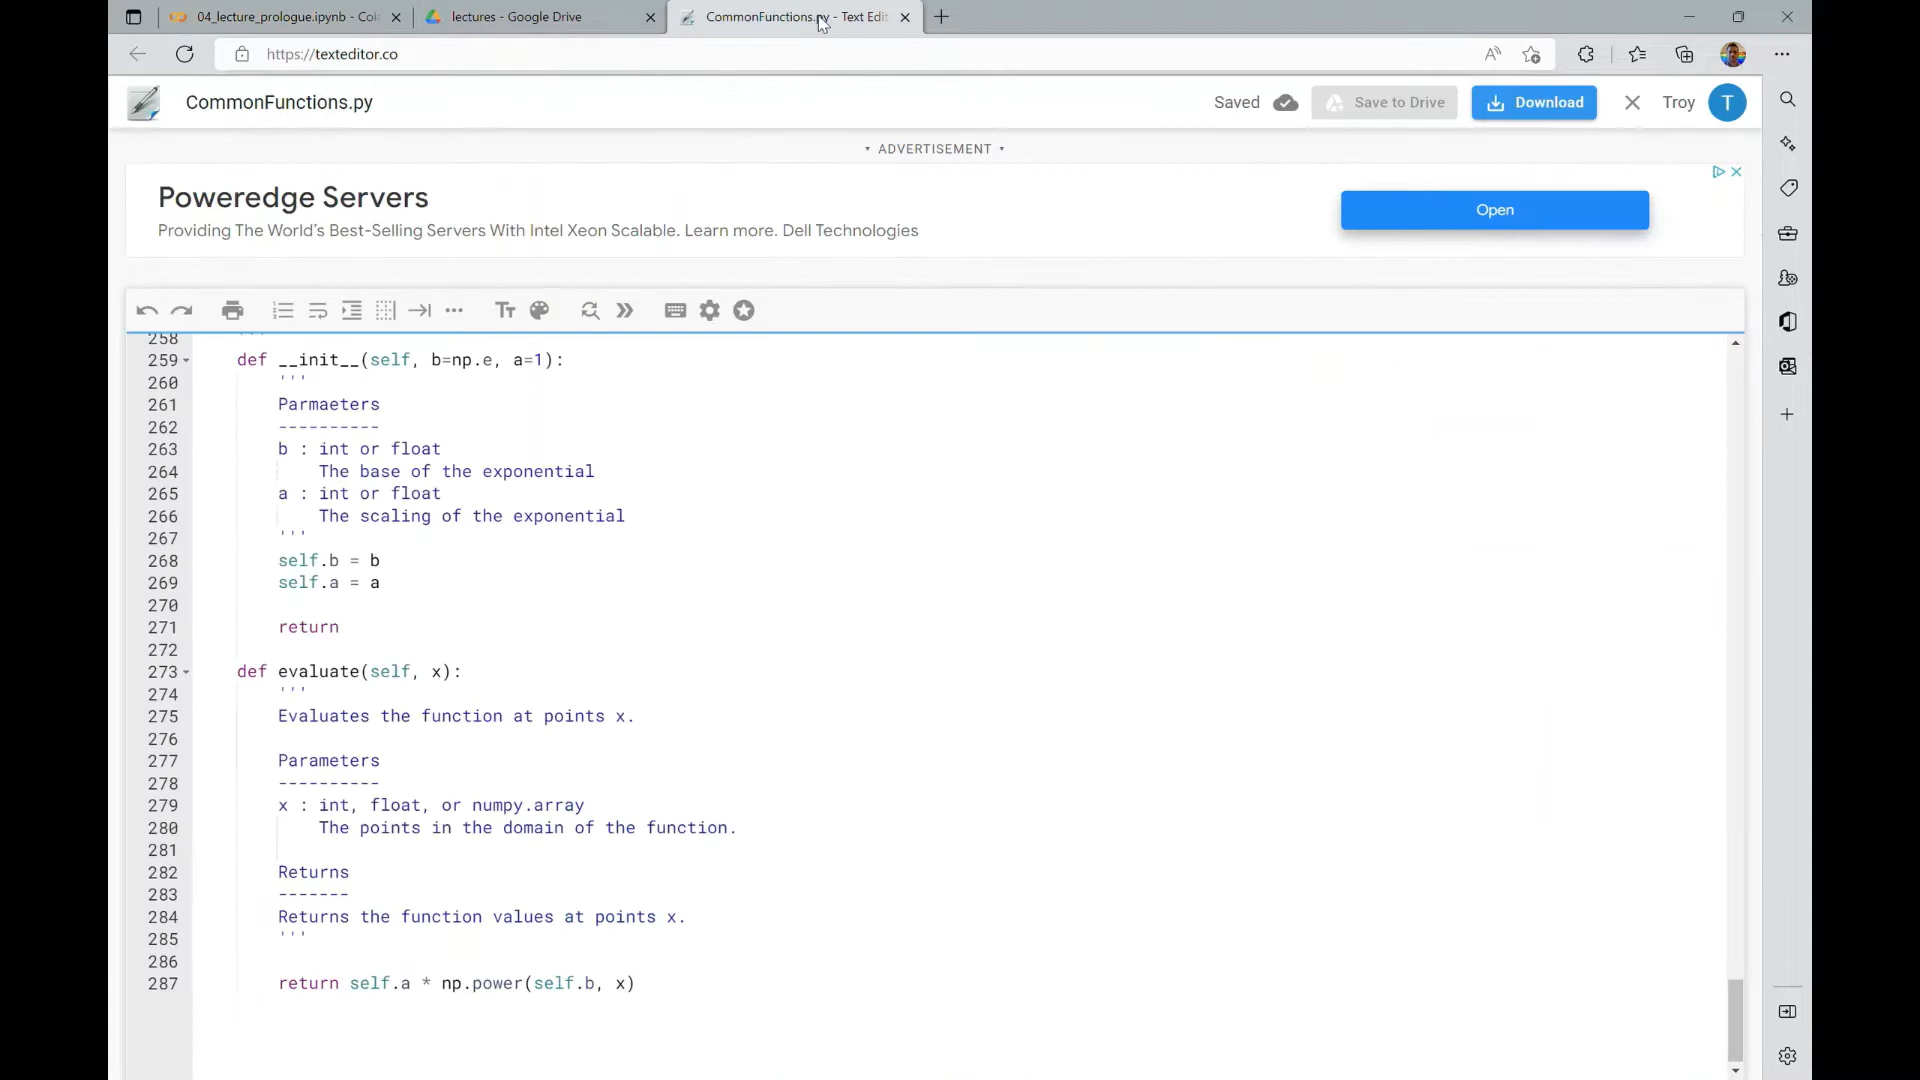 04_lecture_prologue.ipynb - Col
lectures - Google Drive
CommonFunctions.py - Text Edi
https://texteditor.co
CommonFunctions.py
Saved
Save to Drive
Download
Troy
T
ADVERTISEMENT
Poweredge Servers
Providing The World's Best-Selling Servers With Intel Xeon Scalable. Learn more. Dell Technologies
Open
258 '''
259 def __init__(self, b=np.e, a=1):
260 '''
261 Parmaeters
262 ----------
263 b : int or float
264 The base of the exponential
265 a : int or float
266 The scaling of the exponential
267 '''
268 self.b = b
269 self.a = a
270
271 return
272
273 def evaluate(self, x):
274 '''
275 Evaluates the function at points x.
276
277 Parameters
278 ----------
279 x : int, float, or numpy.array
280 The points in the domain of the function.
281
282 Returns
283 -------
284 Returns the function values at points x.
285 '''
286
287 return self.a * np.power(self.b, x)